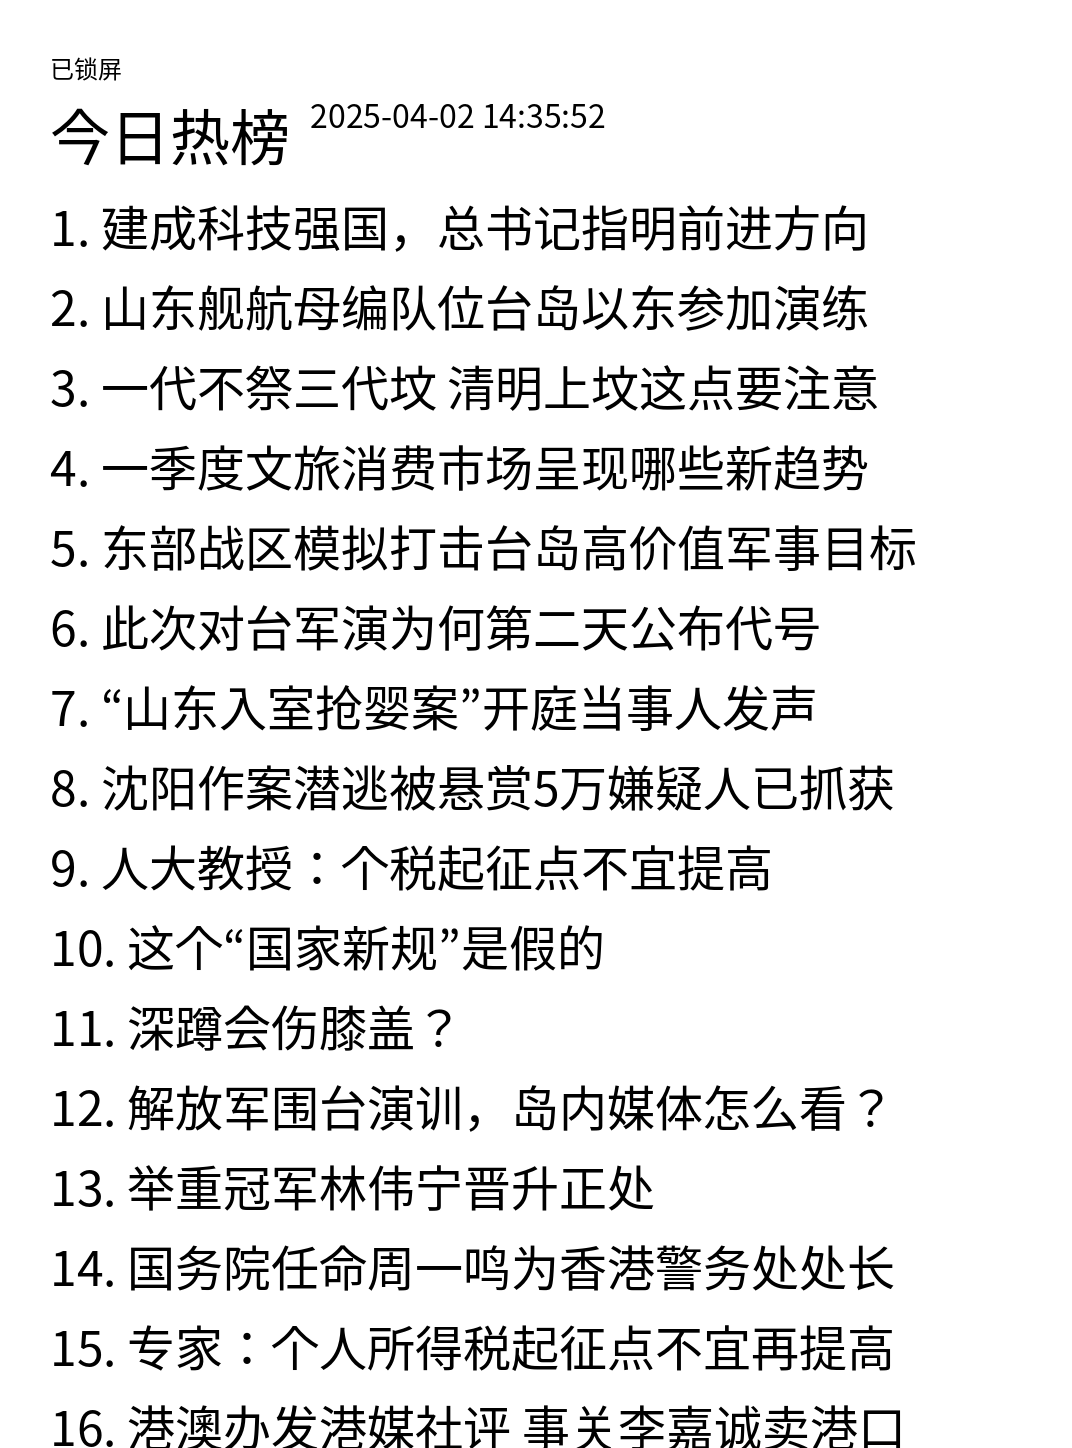 已锁屏
今日热榜 2025-04-02 14:35:52
1. 建成科技强国，总书记指明前进方向
2. 山东舰航母编队位台岛以东参加演练
3. 一代不祭三代坟 清明上坟这点要注意
4. 一季度文旅消费市场呈现哪些新趋势
5. 东部战区模拟打击台岛高价值军事目标
6. 此次对台军演为何第二天公布代号
7. “山东入室抢婴案”开庭当事人发声
8. 沈阳作案潜逃被悬赏5万嫌疑人已抓获
9. 人大教授：个税起征点不宜提高
10. 这个“国家新规”是假的
11. 深蹲会伤膝盖？
12. 解放军围台演训，岛内媒体怎么看？
13. 举重冠军林伟宁晋升正处
14. 国务院任命周一鸣为香港警务处处长
15. 专家：个人所得税起征点不宜再提高
16. 港澳办发港媒社评 事关李嘉诚卖港口